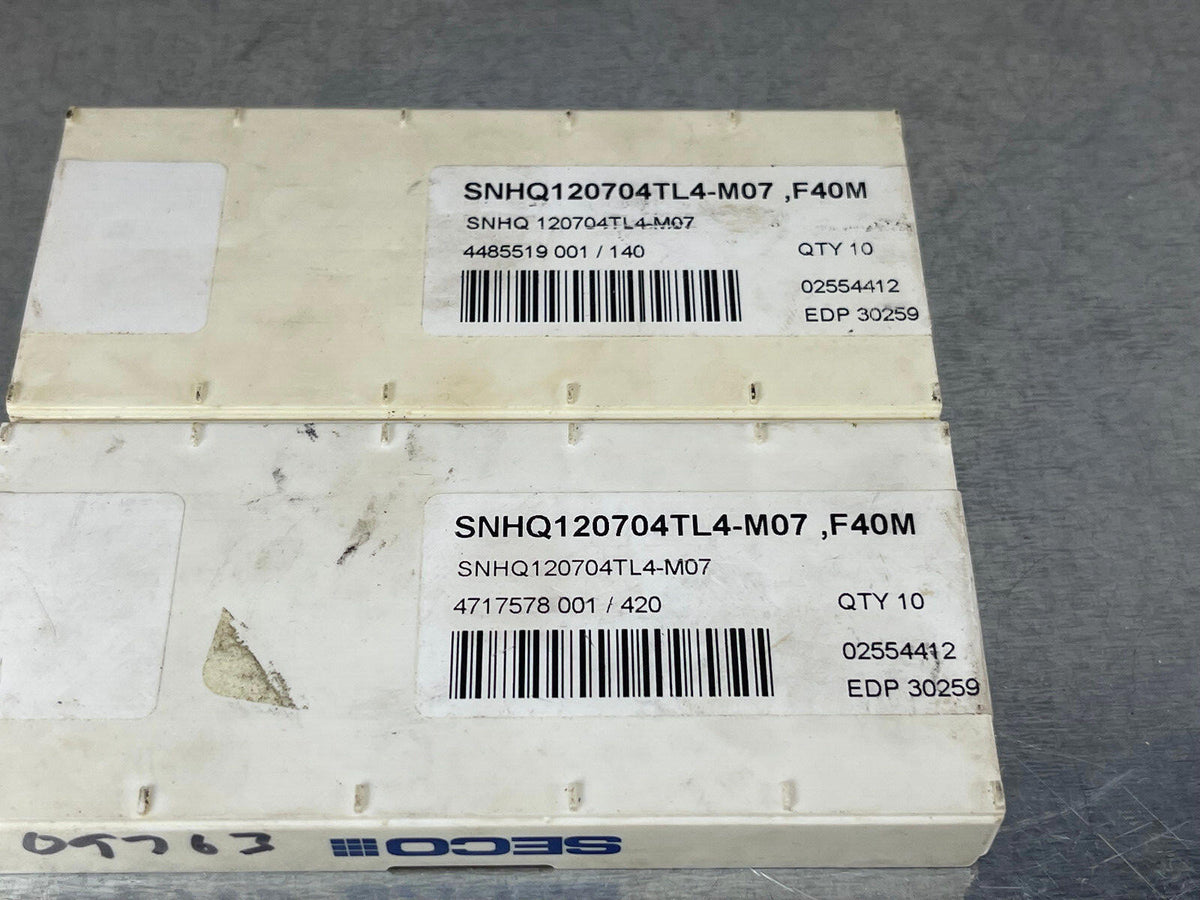 SNHQ120704TL4-M07 ,F40M
SNHQ 120704TL4-M07
4485519 001 / 140
QTY 10
02554412
EDP 30259
SNHQ120704TL4-M07 ,F40M
SNHQ120704TL4-M07
4717578 001 / 420
QTY 10
02554412
EDP 30259
09763
SECO